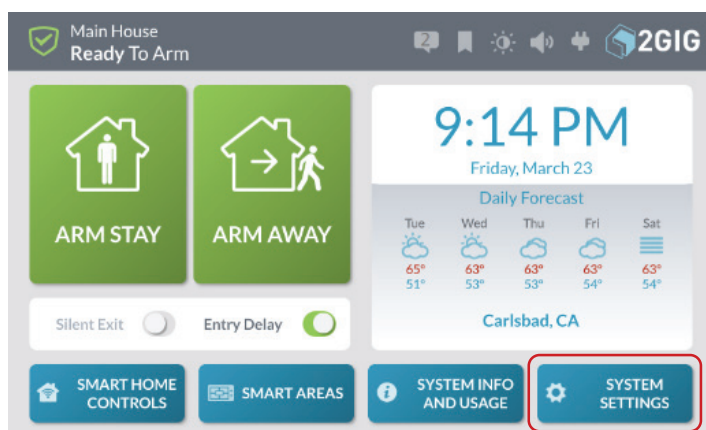 Main House
Ready To Arm
2
2GIG
9:14 PM
Friday, March 23
Daily Forecast
Tue Wed Thu Fri Sat
65° 63° 63° 63° 63°
51° 53° 53° 54° 54°
Carlsbad, CA
ARM STAY
ARM AWAY
Silent Exit
Entry Delay
SMART HOME
CONTROLS
SMART AREAS
SYSTEM INFO
AND USAGE
SYSTEM
SETTINGS